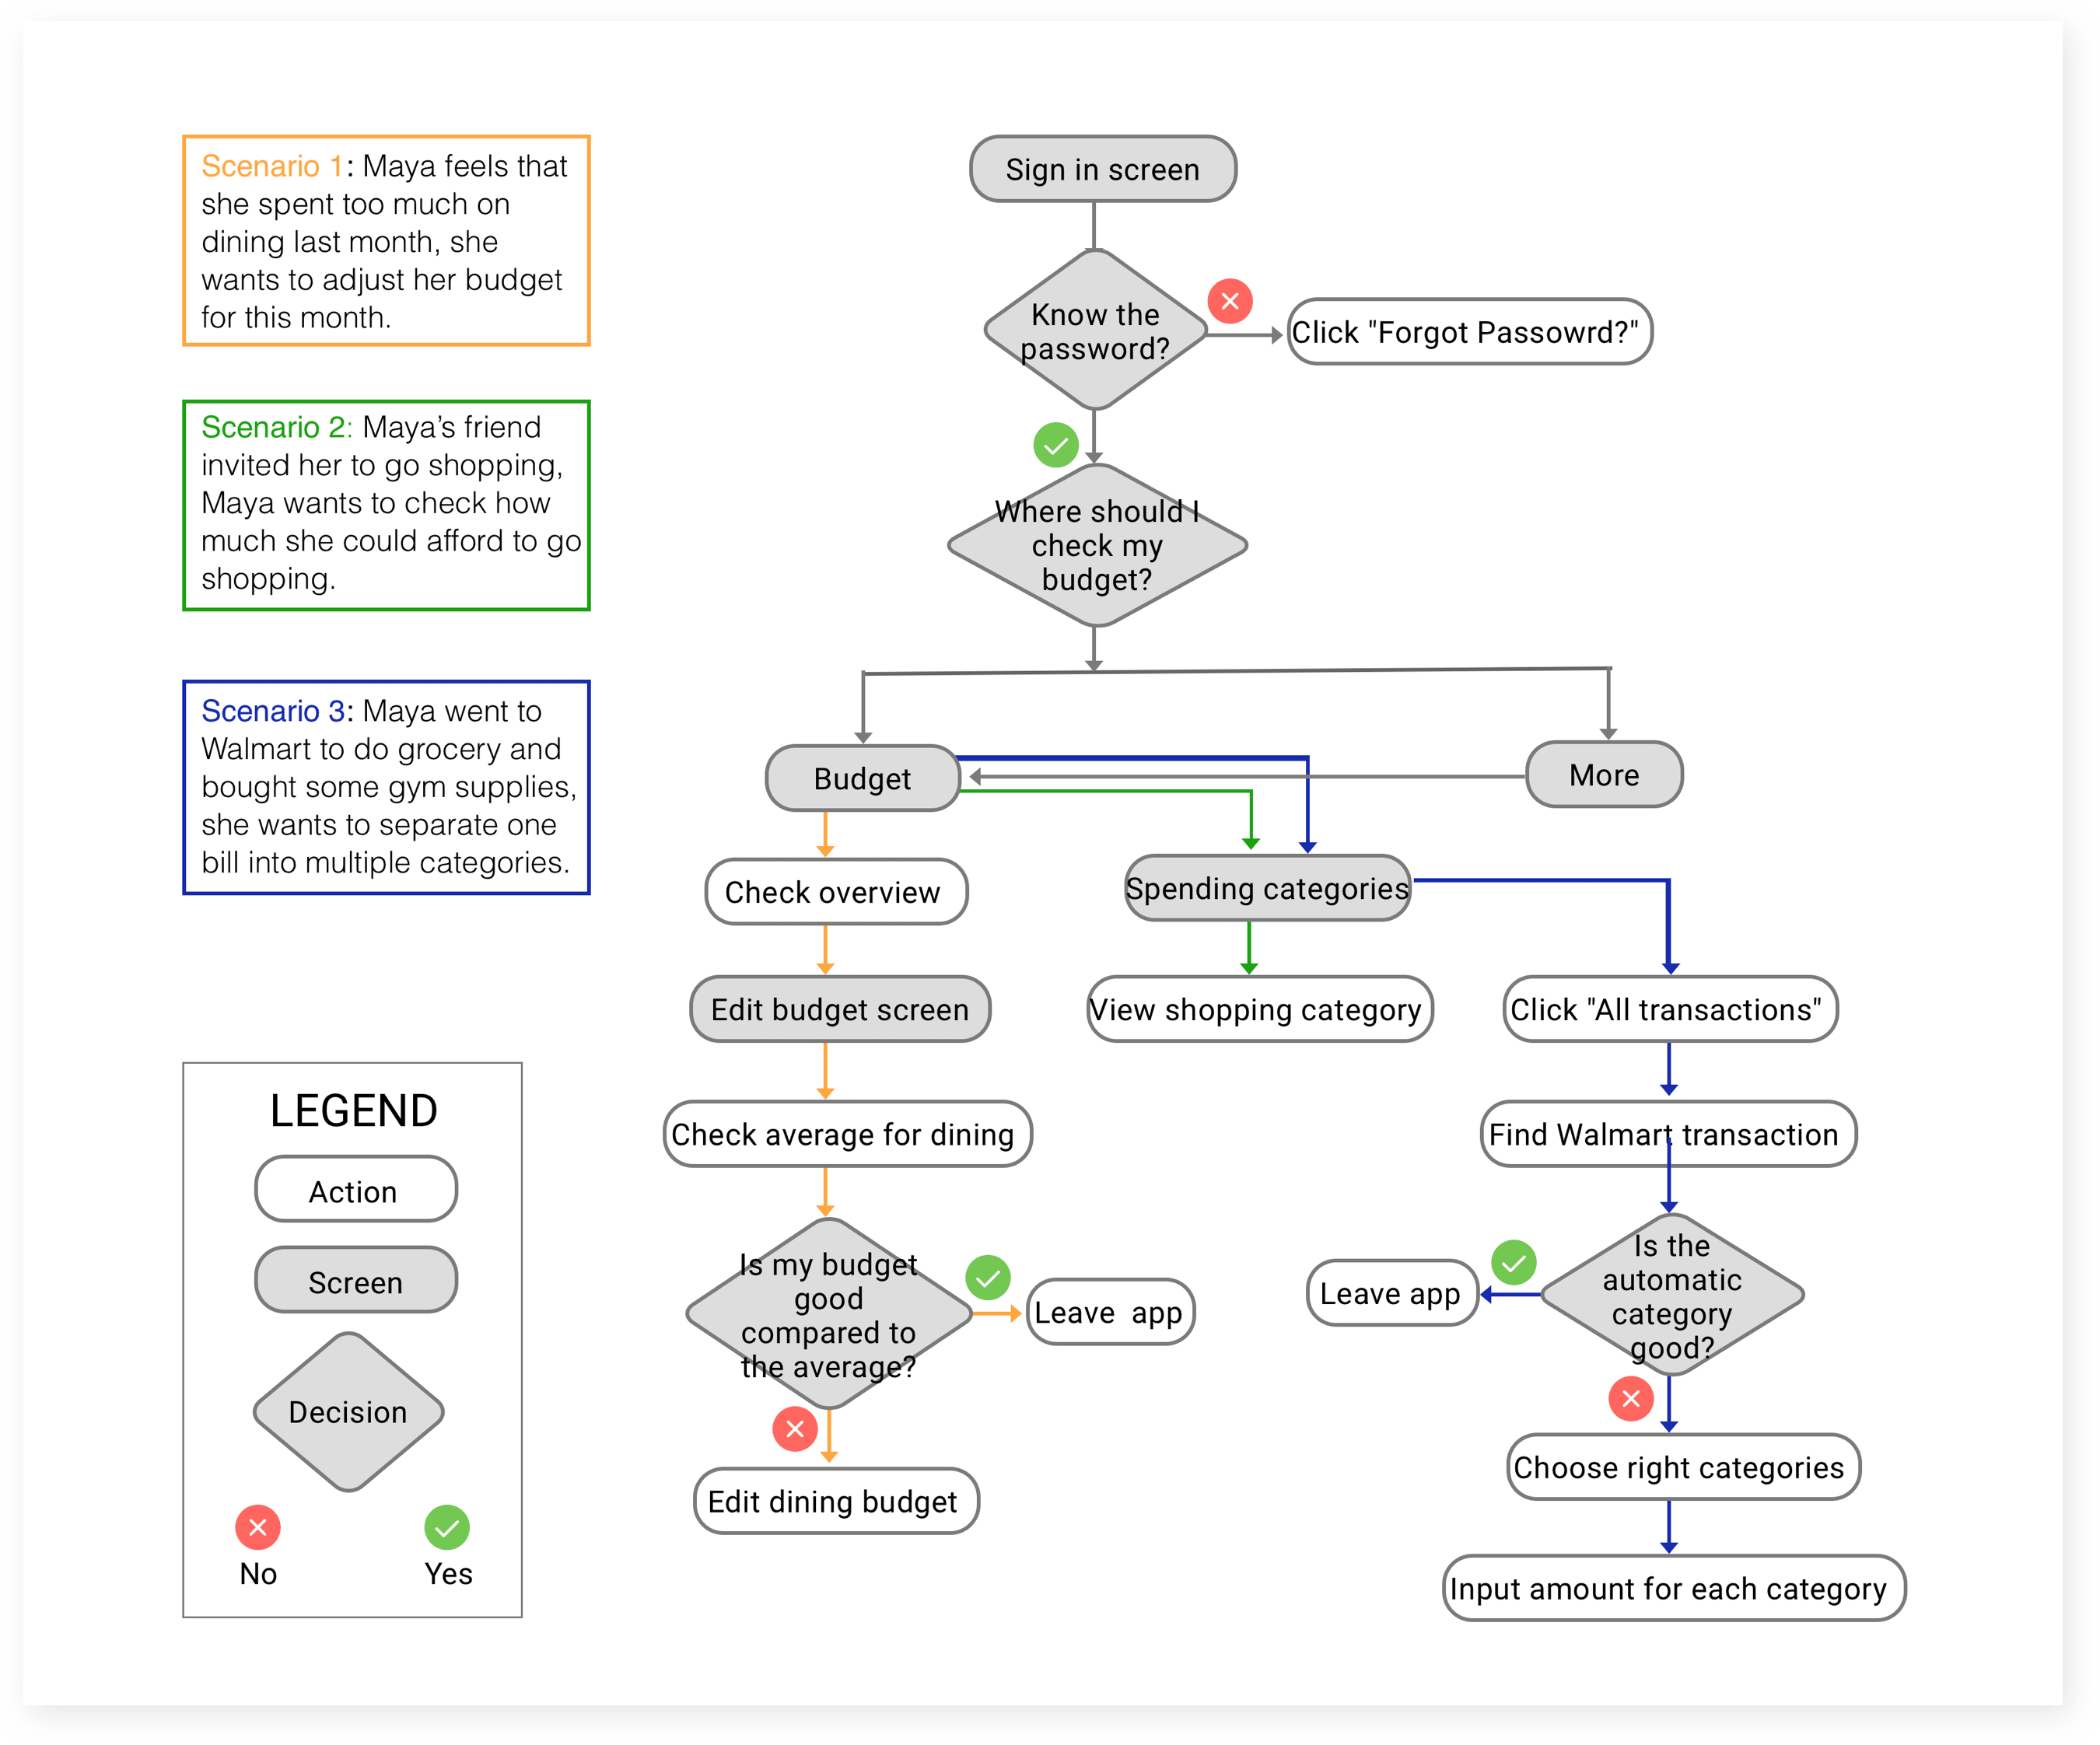 Scenario 1: Maya feels that
she spent too much on
dining last month, she
wants to adjust her budget
for this month.
Scenario 2: Maya’s friend
invited her to go shopping,
Maya wants to check how
much she could afford to go
shopping.
Scenario 3: Maya went to
Walmart to do grocery and
bought some gym supplies,
she wants to separate one
bill into multiple categories.
LEGEND
Action
Screen
Decision
No
Yes
Sign in screen
Know the
password?
Click "Forgot Passowrd?"
Where should I
check my
budget?
Budget
More
Check overview
Spending categories
Edit budget screen
View shopping category
Click "All transactions"
Check average for dining
Find Walmart transaction
Is my budget
good
compared to
the average?
Leave app
Leave app
Is the
automatic
category
good?
Edit dining budget
Choose right categories
Input amount for each category